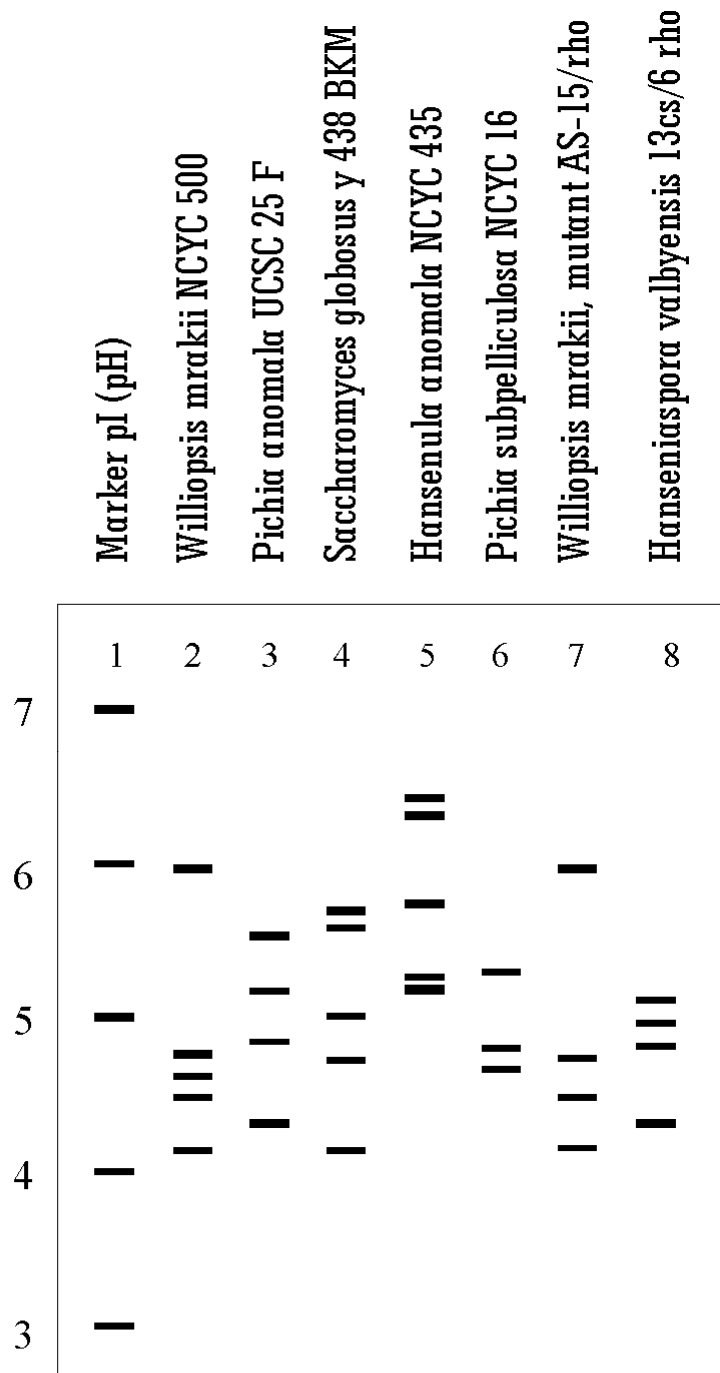 Marker pI (pH)
Williopsis mrakii NCYC 500
Pichia anomala UCSC 25 F
Saccharomyces globosus y 438 BKM
Hansenula anomala NCYC 435
Pichia subpelliculosa NCYC 16
Williopsis mrakii, mutant AS-15/rho
Hanseniaspora valbyensis 13cs/6 rho
1 2 3 4 5 6 7 8
7
6
5
4
3